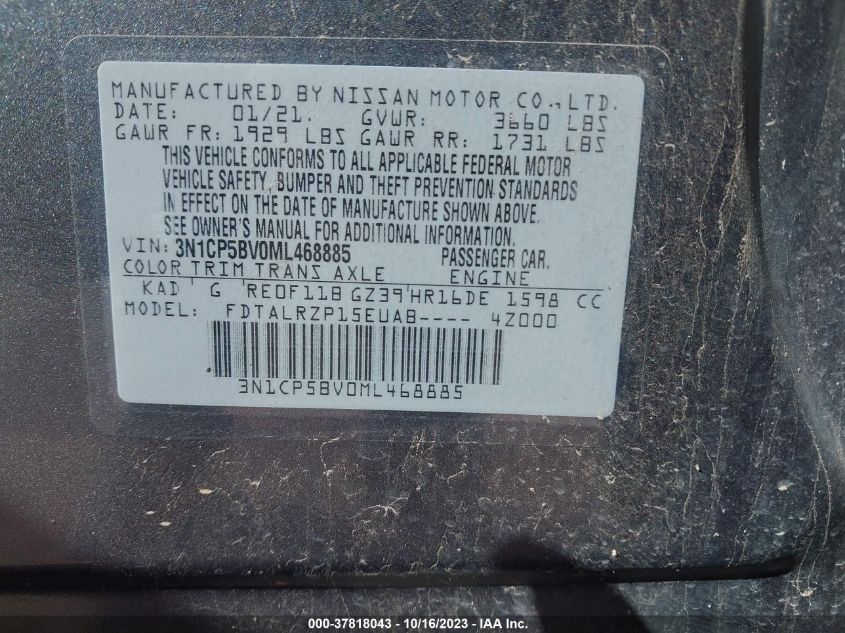 MANUFACTURED BY NISSAN MOTOR CO.,LTD.
DATE: 01/21. GVWR: 3660 LBS
GAWR FR: 1929 LBS GAWR RR: 1731 LBS
THIS VEHICLE CONFORMS TO ALL APPLICABLE FEDERAL MOTOR
VEHICLE SAFETY, BUMPER AND THEFT PREVENTION STANDARDS
IN EFFECT ON THE DATE OF MANUFACTURE SHOWN ABOVE.
SEE OWNER'S MANUAL FOR ADDITIONAL INFORMATION.
VIN: 3N1CP5BV0ML468885 PASSENGER CAR.
COLOR TRIM TRANS AXLE ENGINE
KAD ' G ' RE0F11B GZ39'HR16DE 1598 CC
MODEL: FDTALRZP15EUAB---- 4Z000
3N1CP5BV0ML468885
000-37818043 - 10/16/2023 - IAA Inc.